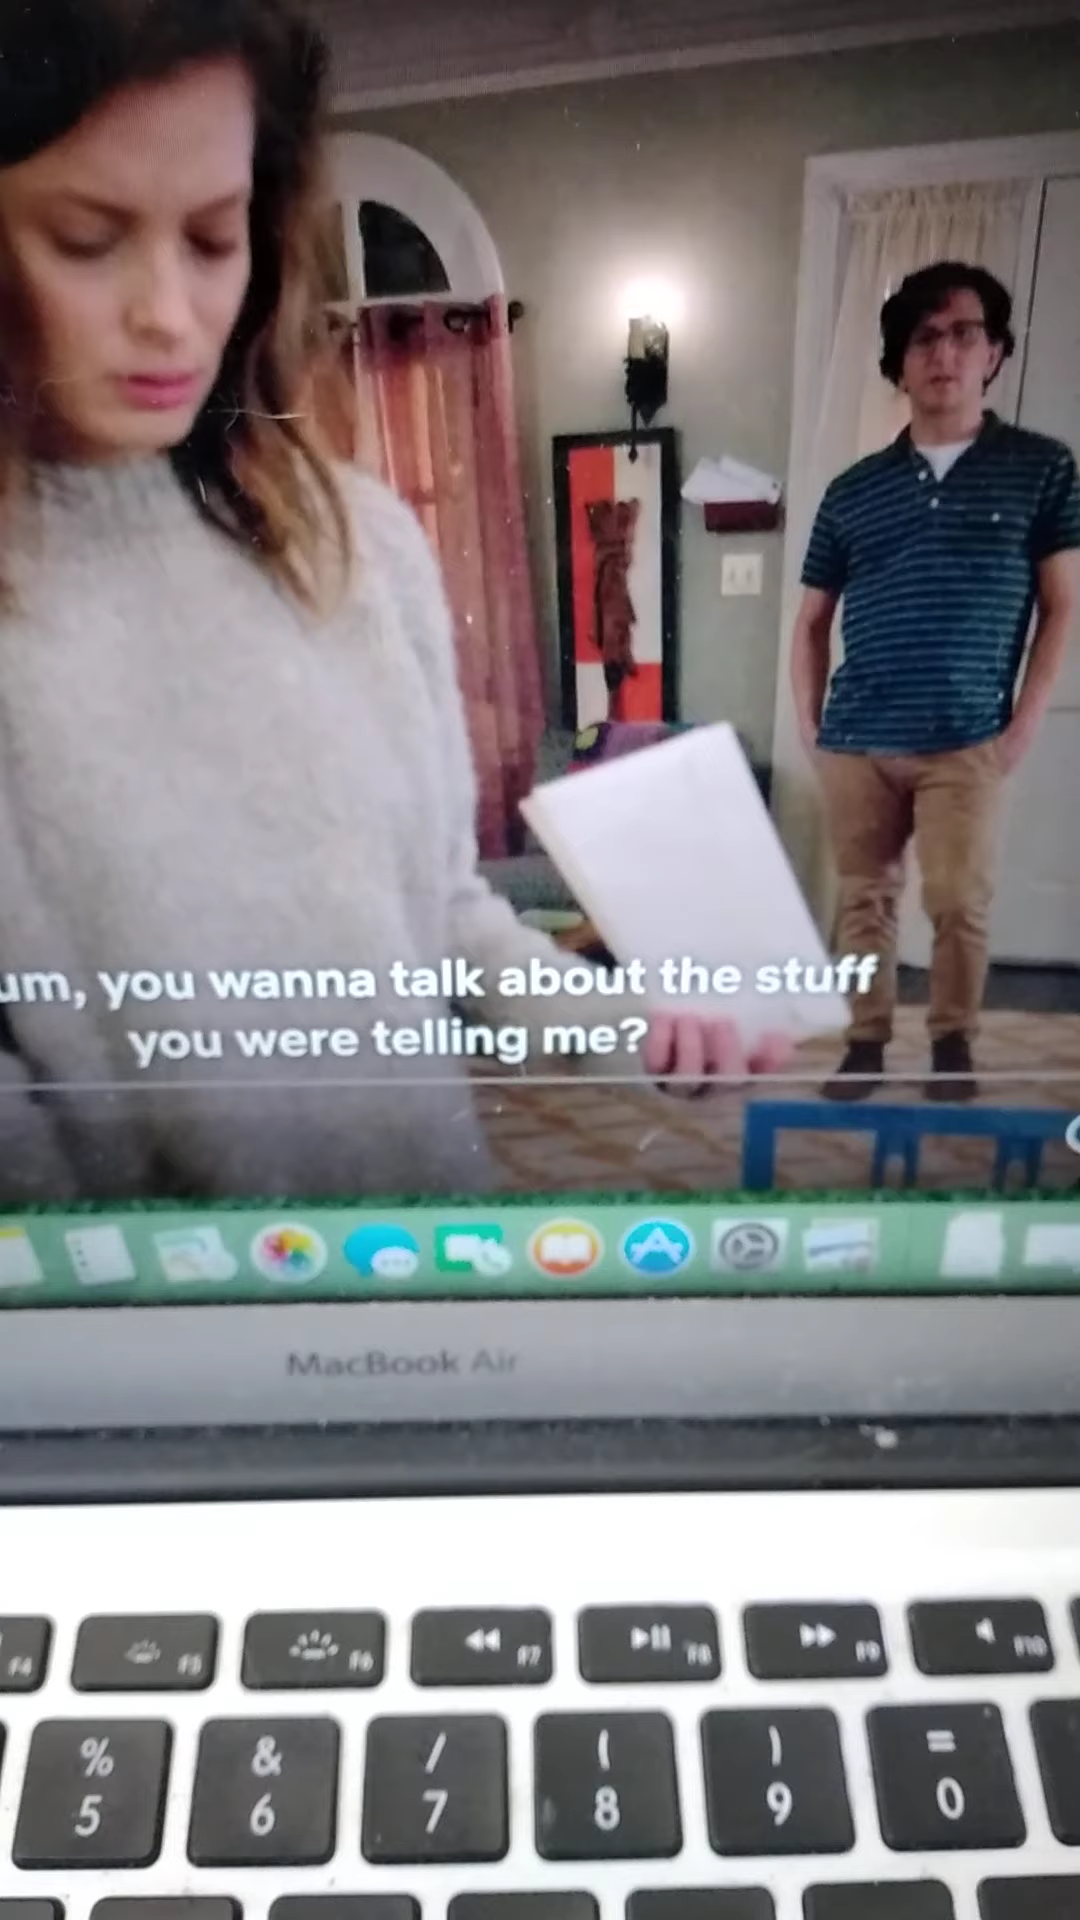 um, you wanna talk about the stuff
you were telling me?
MacBook Air
F4 F5 F6 F7 F8 F9 F10
% & / ( ) =
5 6 7 8 9 0